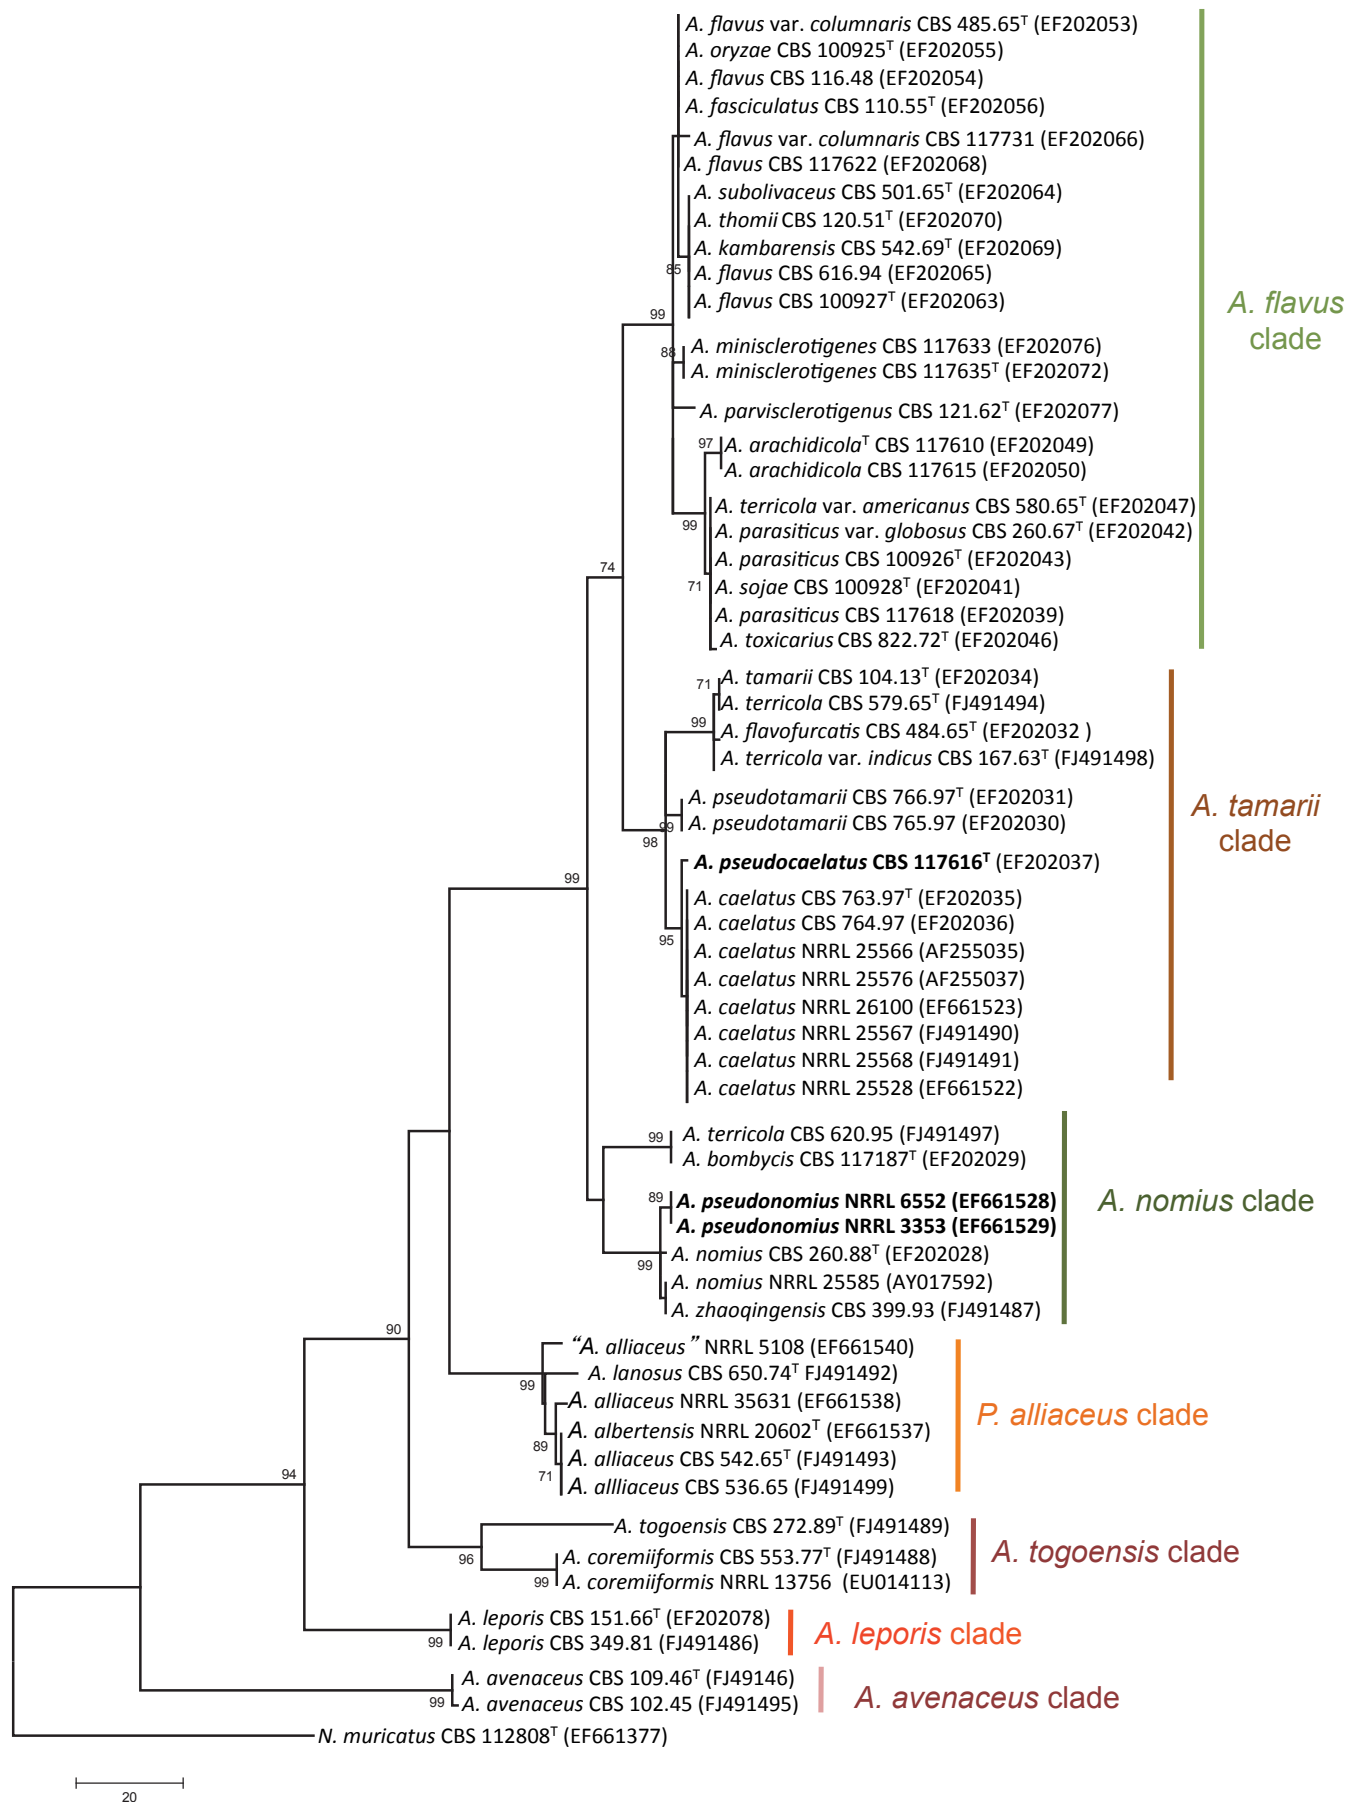 A. flavus var. columnaris CBS 485.65ᵀ (EF202053)
A. oryzae CBS 100925ᵀ (EF202055)
A. flavus CBS 116.48 (EF202054)
A. fasciculatus CBS 110.55ᵀ (EF202056)
A. flavus var. columnaris CBS 117731 (EF202066)
A. flavus CBS 117622 (EF202068)
A. subolivaceus CBS 501.65ᵀ (EF202064)
A. thomii CBS 120.51ᵀ (EF202070)
A. kambarensis CBS 542.69ᵀ (EF202069)
85
A. flavus CBS 616.94 (EF202065)
A. flavus CBS 100927ᵀ (EF202063)
A. flavus
clade
99
A. minisclerotigenes CBS 117633 (EF202076)
88
A. minisclerotigenes CBS 117635ᵀ (EF202072)
A. parvisclerotigenus CBS 121.62ᵀ (EF202077)
97
A. arachidicolaᵀ CBS 117610 (EF202049)
A. arachidicola CBS 117615 (EF202050)
A. terricola var. americanus CBS 580.65ᵀ (EF202047)
99
A. parasiticus var. globosus CBS 260.67ᵀ (EF202042)
A. parasiticus CBS 100926ᵀ (EF202043)
74
71
A. sojae CBS 100928ᵀ (EF202041)
A. parasiticus CBS 117618 (EF202039)
A. toxicarius CBS 822.72ᵀ (EF202046)
71
A. tamarii CBS 104.13ᵀ (EF202034)
A. terricola CBS 579.65ᵀ (FJ491494)
99
A. flavofurcatis CBS 484.65ᵀ (EF202032 )
A. terricola var. indicus CBS 167.63ᵀ (FJ491498)
A. pseudotamarii CBS 766.97ᵀ (EF202031)
99
A. pseudotamarii CBS 765.97 (EF202030)
A. tamarii
clade
98
A. pseudocaelatus CBS 117616ᵀ (EF202037)
99
A. caelatus CBS 763.97ᵀ (EF202035)
A. caelatus CBS 764.97 (EF202036)
95
A. caelatus NRRL 25566 (AF255035)
A. caelatus NRRL 25576 (AF255037)
A. caelatus NRRL 26100 (EF661523)
A. caelatus NRRL 25567 (FJ491490)
A. caelatus NRRL 25568 (FJ491491)
A. caelatus NRRL 25528 (EF661522)
99
A. terricola CBS 620.95 (FJ491497)
A. bombycis CBS 117187ᵀ (EF202029)
89
A. pseudonomius NRRL 6552 (EF661528)
A. nomius clade
A. pseudonomius NRRL 3353 (EF661529)
A. nomius CBS 260.88ᵀ (EF202028)
99
A. nomius NRRL 25585 (AY017592)
A. zhaoqingensis CBS 399.93 (FJ491487)
90
“A. alliaceus” NRRL 5108 (EF661540)
A. lanosus CBS 650.74ᵀ FJ491492)
99
A. alliaceus NRRL 35631 (EF661538)
P. alliaceus clade
A. albertensis NRRL 20602ᵀ (EF661537)
89
A. alliaceus CBS 542.65ᵀ (FJ491493)
71
A. allliaceus CBS 536.65 (FJ491499)
94
A. togoensis CBS 272.89ᵀ (FJ491489)
96
A. coremiiformis CBS 553.77ᵀ (FJ491488)
A. togoensis clade
99
A. coremiiformis NRRL 13756 (EU014113)
A. leporis CBS 151.66ᵀ (EF202078)
99
A. leporis CBS 349.81 (FJ491486)
A. leporis clade
A. avenaceus CBS 109.46ᵀ (FJ49146)
99
A. avenaceus CBS 102.45 (FJ491495)
A. avenaceus clade
N. muricatus CBS 112808ᵀ (EF661377)
20